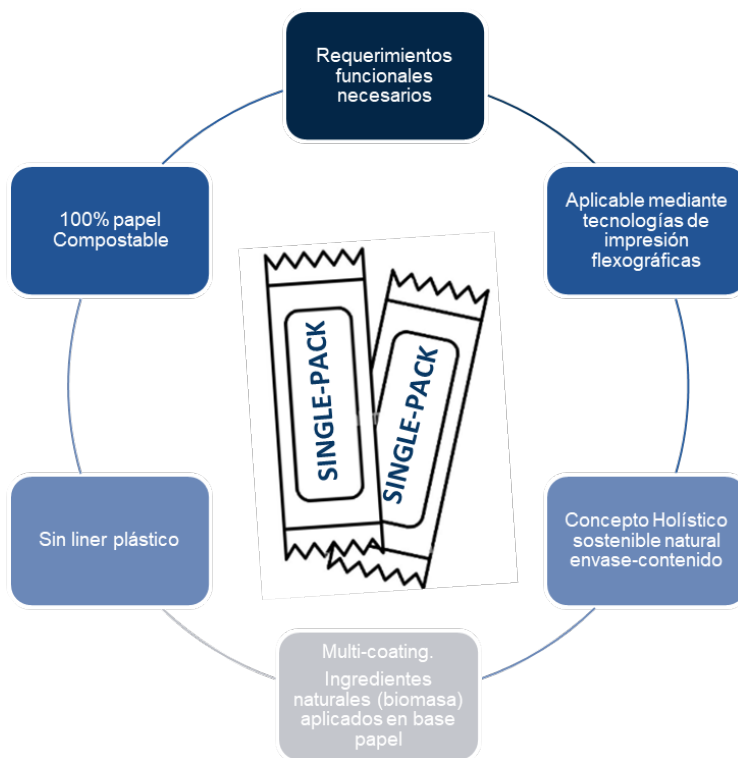 Requerimientos
funcionales
necesarios
Aplicable mediante
tecnologías de
impresión
flexográficas
Concepto Holístico
sostenible natural
envase-contenido
Multi-coating.
Ingredientes
naturales (biomasa)
aplicados en base
papel
Sin liner plástico
100% papel
Compostable
SINGLE-PACK
SINGLE-PACK